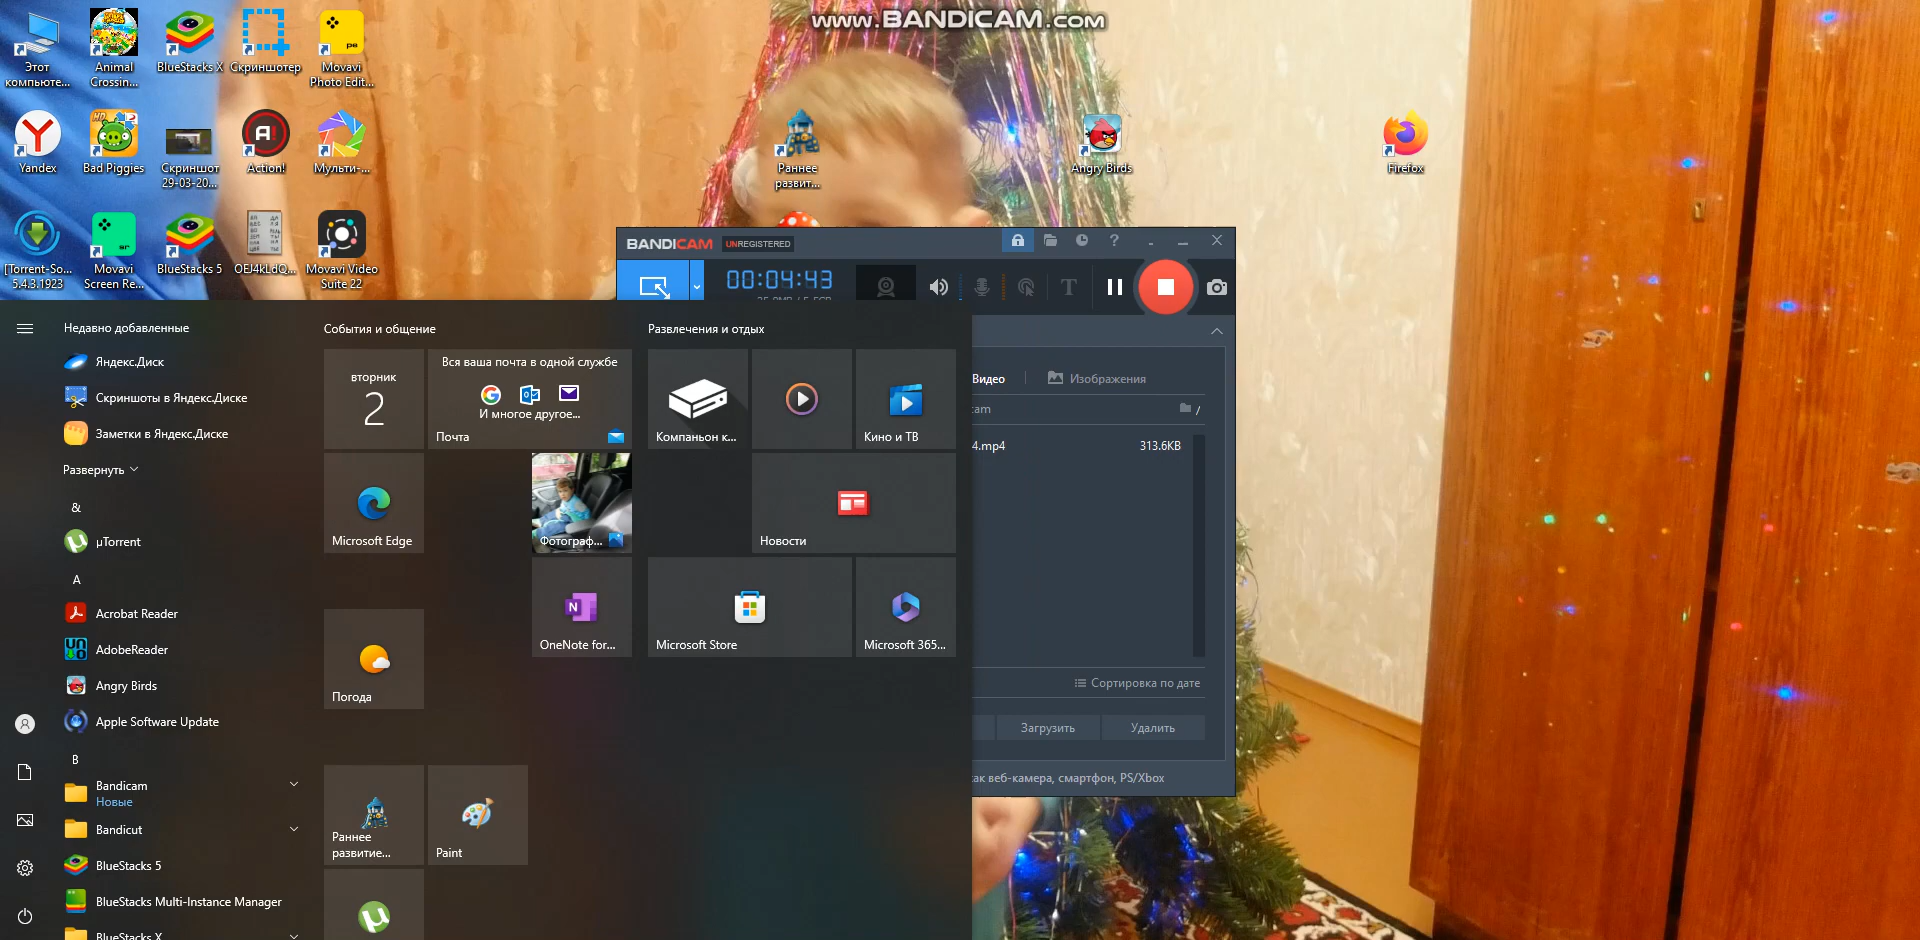 www.BANDICAM.com
Этот
компьюте...
Animal
Crossin...
BlueStacks X
Скриншотер
Movavi
Photo Edit...
Yandex
Bad Piggies
Скриншот
29-03-20...
Action!
Мульти-...
Раннее
развит...
Angry Birds
Firefox
[Torrent-So...
5.4.3.1923
Movavi
Screen Re...
BlueStacks 5
OEJ4kLdQ...
Movavi Video
Suite 22
BANDICAM UNREGISTERED
00:04:43
Недавно добавленные
Яндекс.Диск
Скриншоты в Яндекс.Диске
Заметки в Яндекс.Диске
Развернуть
&
µTorrent
A
Acrobat Reader
AdobeReader
Angry Birds
Apple Software Update
B
Bandicam
Новые
Bandicut
BlueStacks 5
BlueStacks Multi-Instance Manager
BlueStacks X
События и общение
вторник
2
Вся ваша почта в одной службе
И многое другое...
Почта
Microsoft Edge
Фотограф...
OneNote for...
Погода
Раннее
развитие...
Paint
Развлечения и отдых
Компаньон к...
Кино и ТВ
Новости
Microsoft Store
Microsoft 365...
Видео
Изображения
cam
/
4.mp4
313.6KB
Сортировка по дате
Загрузить
Удалить
как веб-камера, смартфон, PS/Xbox